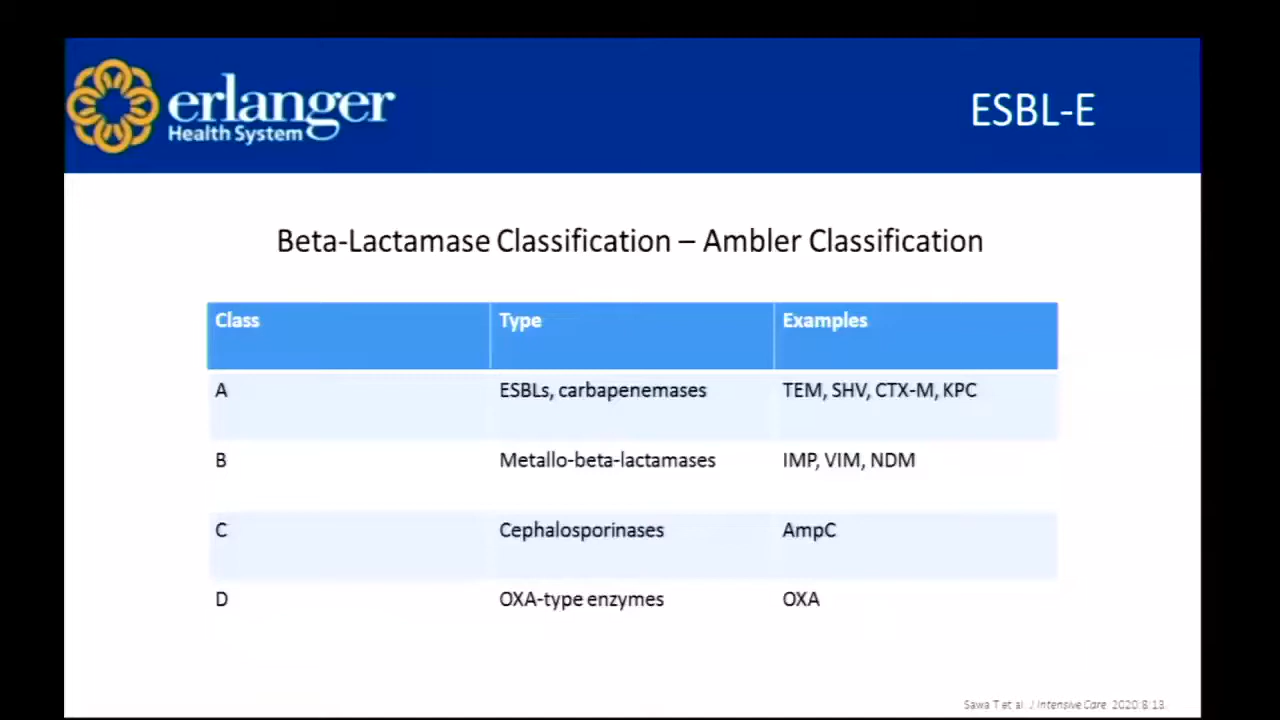 erlanger
Health System
ESBL-E
Beta-Lactamase Classification – Ambler Classification
Class Type Examples
A ESBLs, carbapenemases TEM, SHV, CTX-M, KPC
B Metallo-beta-lactamases IMP, VIM, NDM
C Cephalosporinases AmpC
D OXA-type enzymes OXA
Sawa T et al. J Intensive Care 2020 8:13